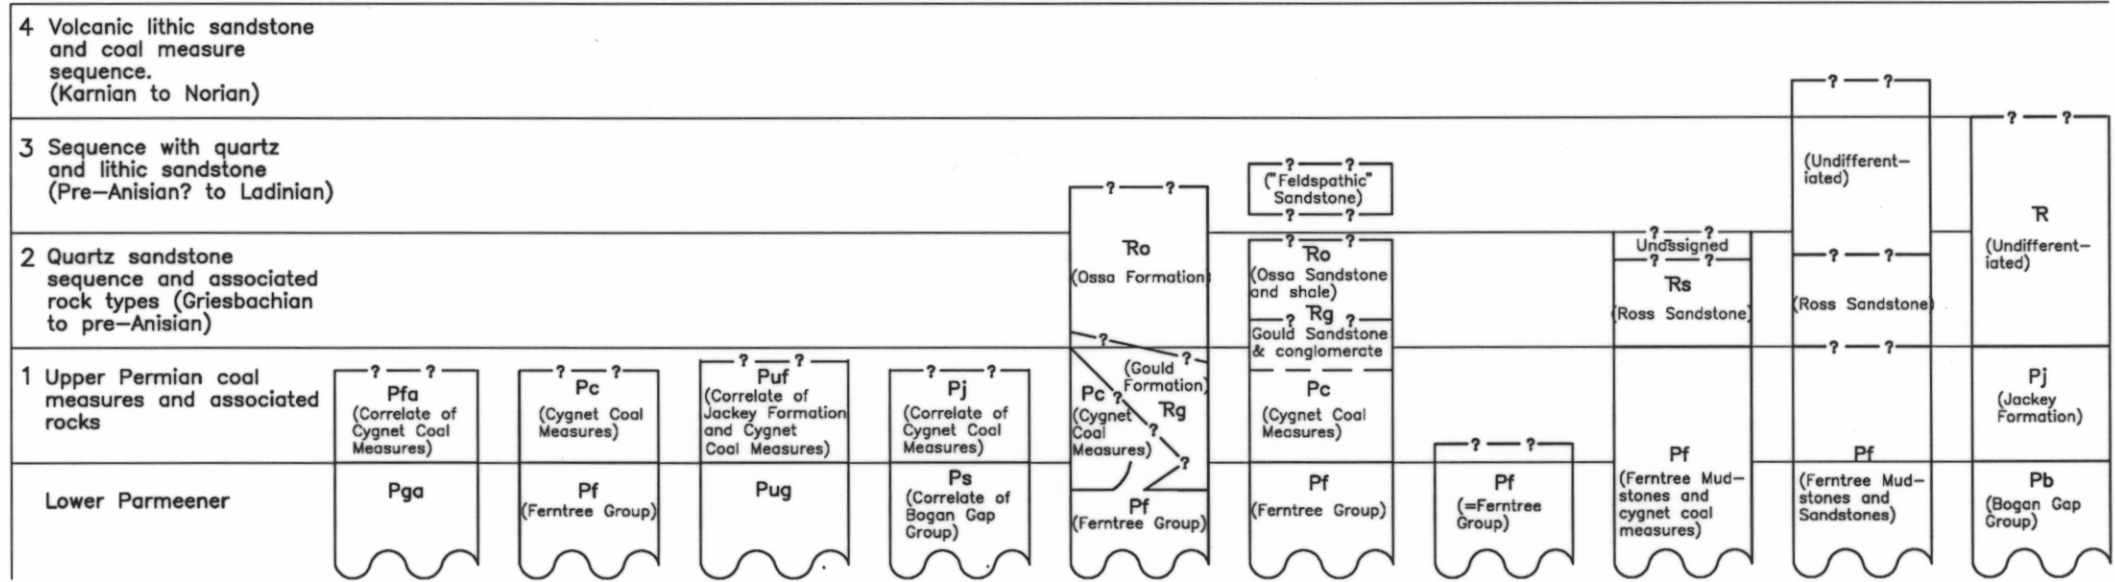 4 Volcanic lithic sandstone
and coal measure
sequence.
(Karnian to Norian)
3 Sequence with quartz
and lithic sandstone
(Pre—Anisian? to Ladinian)
2 Quartz sandstone
sequence and associated
rock types (Griesbachian
to pre—Anisian)
1 Upper Permian coal
measures and associated
rocks
Lower Parmeener
? ?
Pfa
(Correlate of
Cygnet Coal
Measures)
Pga
? ?
Pc
(Cygnet Coal
Measures)
Pf
(Ferntree Group)
? ?
Puf
(Correlate of
Jackey Formation
and Cygnet
Coal Measures)
Pug
? ?
Pj
(Correlate of
Cygnet Coal
Measures)
Ps
(Correlate of
Bogan Gap
Group)
? ?
Ro
(Ossa Formation)
? ?
(Gould
Formation)
Rg
Pc ?
(Cygnet
Coal
Measures)
?
?
Pf
(Ferntree Group)
? ?
("Feldspathic"
Sandstone)
? ?
? ?
Ro
(Ossa Sandstone
and shale)
? Rg ?
Gould Sandstone
& conglomerate
Pc
(Cygnet Coal
Measures)
Pf
(Ferntree Group)
? ?
Pf
(=Ferntree
Group)
? ?
Unassigned
? ?
Rs
(Ross Sandstone)
Pf
(Ferntree Mud—
stones and
cygnet coal
measures)
? ?
(Undifferent—
iated)
? ?
(Ross Sandstone)
? ?
Pf
(Ferntree Mud—
stones and
Sandstones)
? ?
R
(Undifferent—
iated)
Pj
(Jackey
Formation)
Pb
(Bogan Gap
Group)